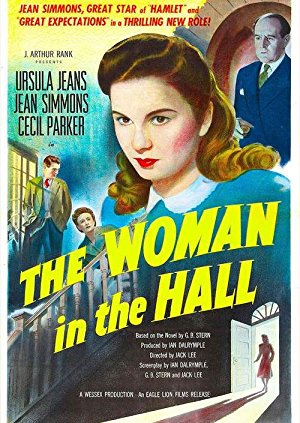 JEAN SIMMONS, GREAT STAR of "HAMLET" and
"GREAT EXPECTATIONS" in a THRILLING NEW ROLE!
J. ARTHUR RANK
PRESENTS
URSULA JEANS
JEAN SIMMONS
CECIL PARKER
THE WOMAN
in the HALL
Based on the Novel by G. B. STERN
Produced by IAN DALRYMPLE
Directed by JACK LEE
Screenplay by IAN DALRYMPLE,
G. B. STERN and JACK LEE
A WESSEX PRODUCTION AN EAGLE LION FILMS RELEASE